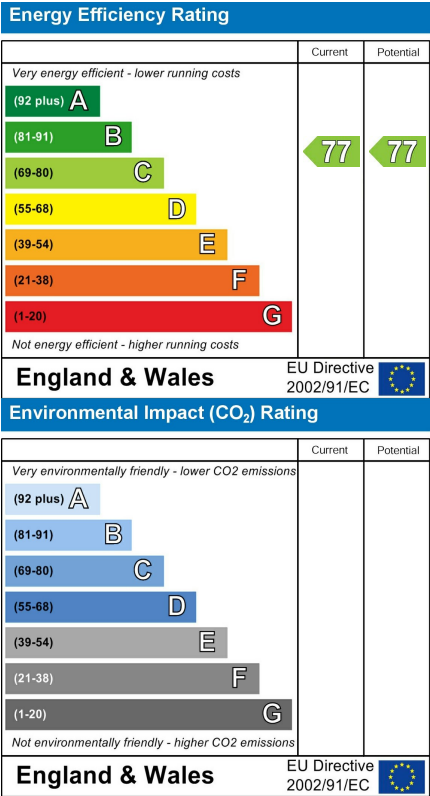 Energy Efficiency Rating
Current Potential
Very energy efficient - lower running costs
(92 plus) A
(81-91) B
77 77
(69-80) C
(55-68) D
(39-54) E
(21-38) F
(1-20) G
Not energy efficient - higher running costs
England & Wales
EU Directive
2002/91/EC
Environmental Impact (CO₂) Rating
Current Potential
Very environmentally friendly - lower CO2 emissions
(92 plus) A
(81-91) B
(69-80) C
(55-68) D
(39-54) E
(21-38) F
(1-20) G
Not environmentally friendly - higher CO2 emissions
England & Wales
EU Directive
2002/91/EC